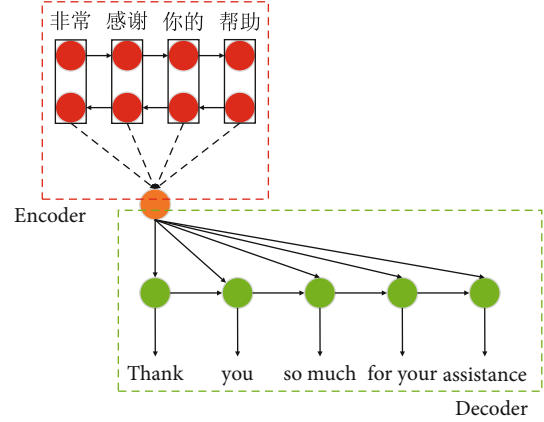 非常 感谢 你的 帮助
Encoder
Thank you so much for your assistance
Decoder